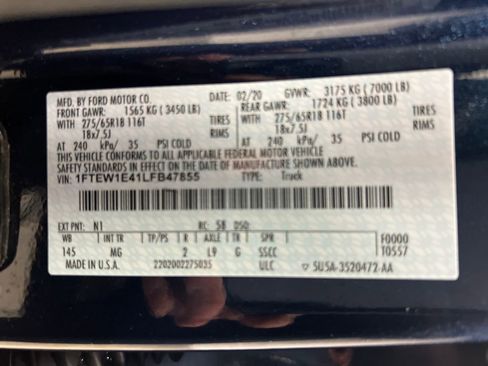 MFD. BY FORD MOTOR CO. DATE: 02/20 GVWR: 3175 KG (7000 LB)
FRONT GAWR: 1565 KG (3450 LB) REAR GAWR: 1724 KG (3800 LB)
WITH 275/65R18 116T TIRES WITH 275/65R18 116T TIRES
18x7.5J RIMS 18x7.5J RIMS
AT 240 kPa/ 35 PSI COLD AT 240 kPa/ 35 PSI COLD
THIS VEHICLE CONFORMS TO ALL APPLICABLE FEDERAL MOTOR VEHICLE
SAFETY STANDARDS IN EFFECT ON THE DATE OF MANUFACTURE SHOWN ABOVE.
VIN: 1FTEW1E41LFB47855 TYPE: Truck
EXT PNT: N1 RC: 58 DSO:
WB INT TR TP/PS R AXLE TR SPR F0000
145 MG 2 L9 G SSCC T0557
MADE IN U.S.A. 2202002275035 ULC ▽ 5U5A-3520472-AA